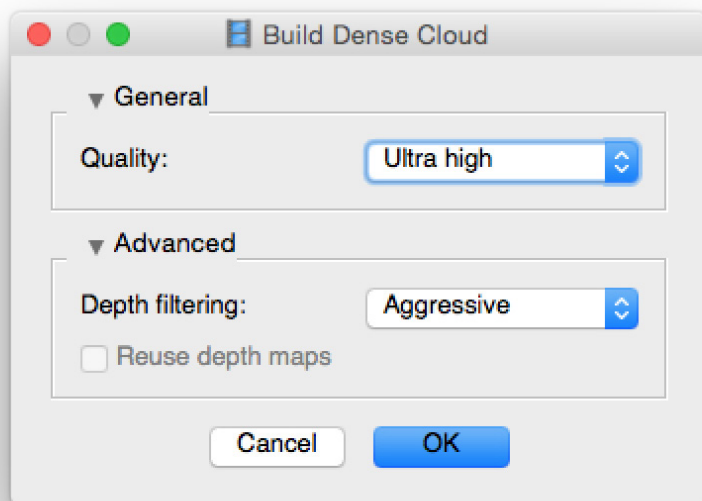 Build Dense Cloud
General
Quality: Ultra high
Advanced
Depth filtering: Aggressive
Reuse depth maps
Cancel OK